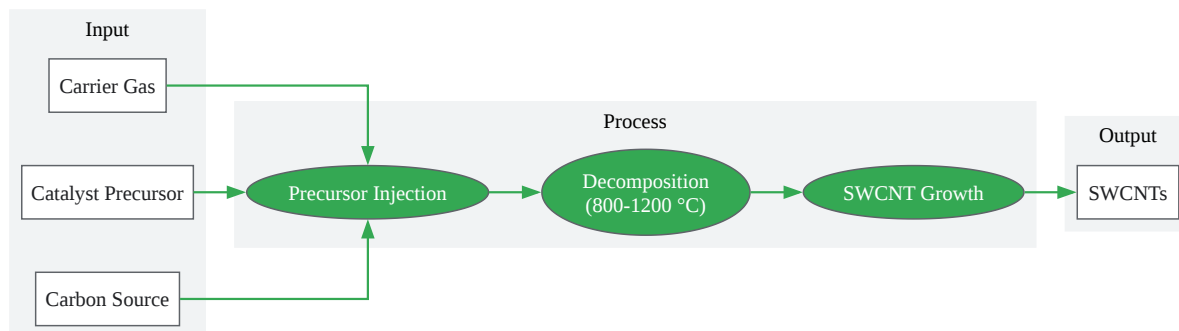 Input
Carrier Gas
Catalyst Precursor
Carbon Source
Process
Precursor Injection
Decomposition
(800-1200 °C)
SWCNT Growth
Output
SWCNTs